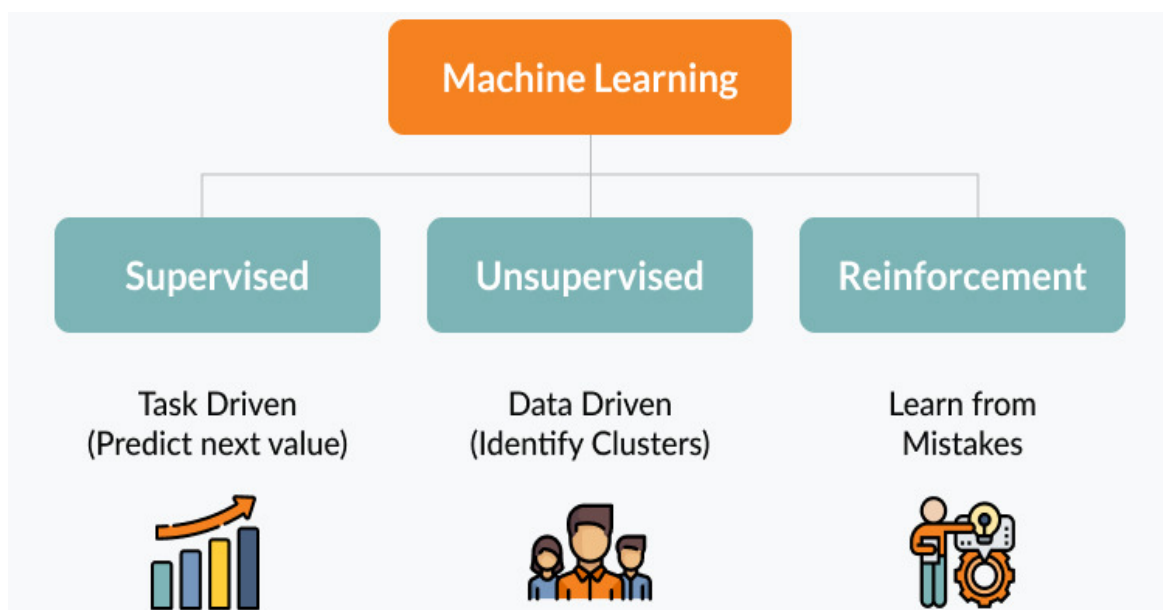 Machine Learning
Supervised
Unsupervised
Reinforcement
Task Driven
(Predict next value)
Data Driven
(Identify Clusters)
Learn from
Mistakes